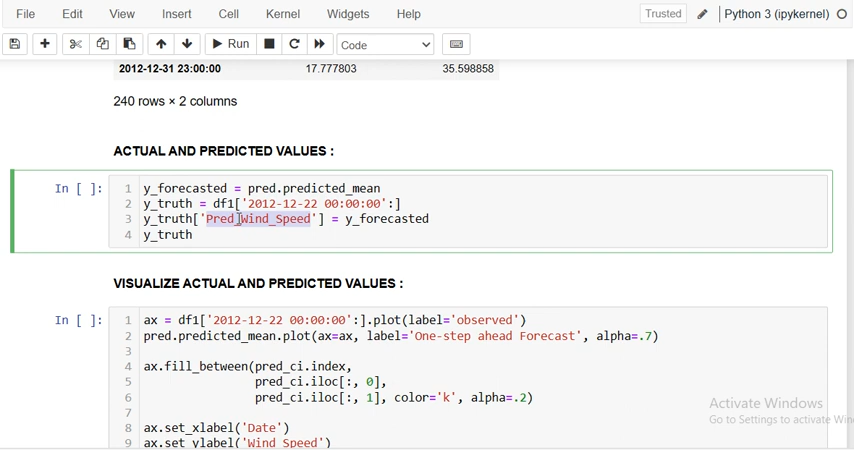 File Edit View Insert Cell Kernel Widgets Help Trusted Python 3 (ipykernel)
Run Code
2012-12-31 23:00:00 17.777803 35.598858
240 rows × 2 columns
ACTUAL AND PREDICTED VALUES :
In [ ]: 1 y_forecasted = pred.predicted_mean
2 y_truth = df1['2012-12-22 00:00:00':]
3 y_truth['Pred_Wind_Speed'] = y_forecasted
4 y_truth
VISUALIZE ACTUAL AND PREDICTED VALUES :
In [ ]: 1 ax = df1['2012-12-22 00:00:00':].plot(label='observed')
2 pred.predicted_mean.plot(ax=ax, label='One-step ahead Forecast', alpha=.7)
3
4 ax.fill_between(pred_ci.index,
5 pred_ci.iloc[:, 0],
6 pred_ci.iloc[:, 1], color='k', alpha=.2)
7
8 ax.set_xlabel('Date')
9 ax.set_ylabel('Wind Speed')
Activate Windows
Go to Settings to activate Win